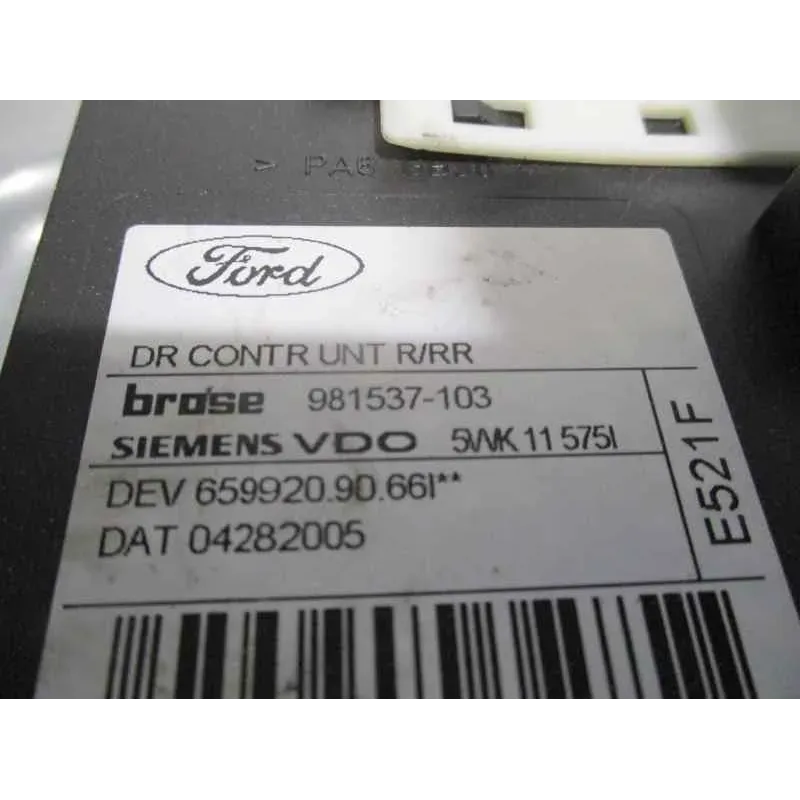 > PA6
Ford
DR CONTR UNT R/RR
brose 981537-103
SIEMENS VDO 5WK 11 575I
DEV 659920.90.66I**
DAT 04282005
E521F